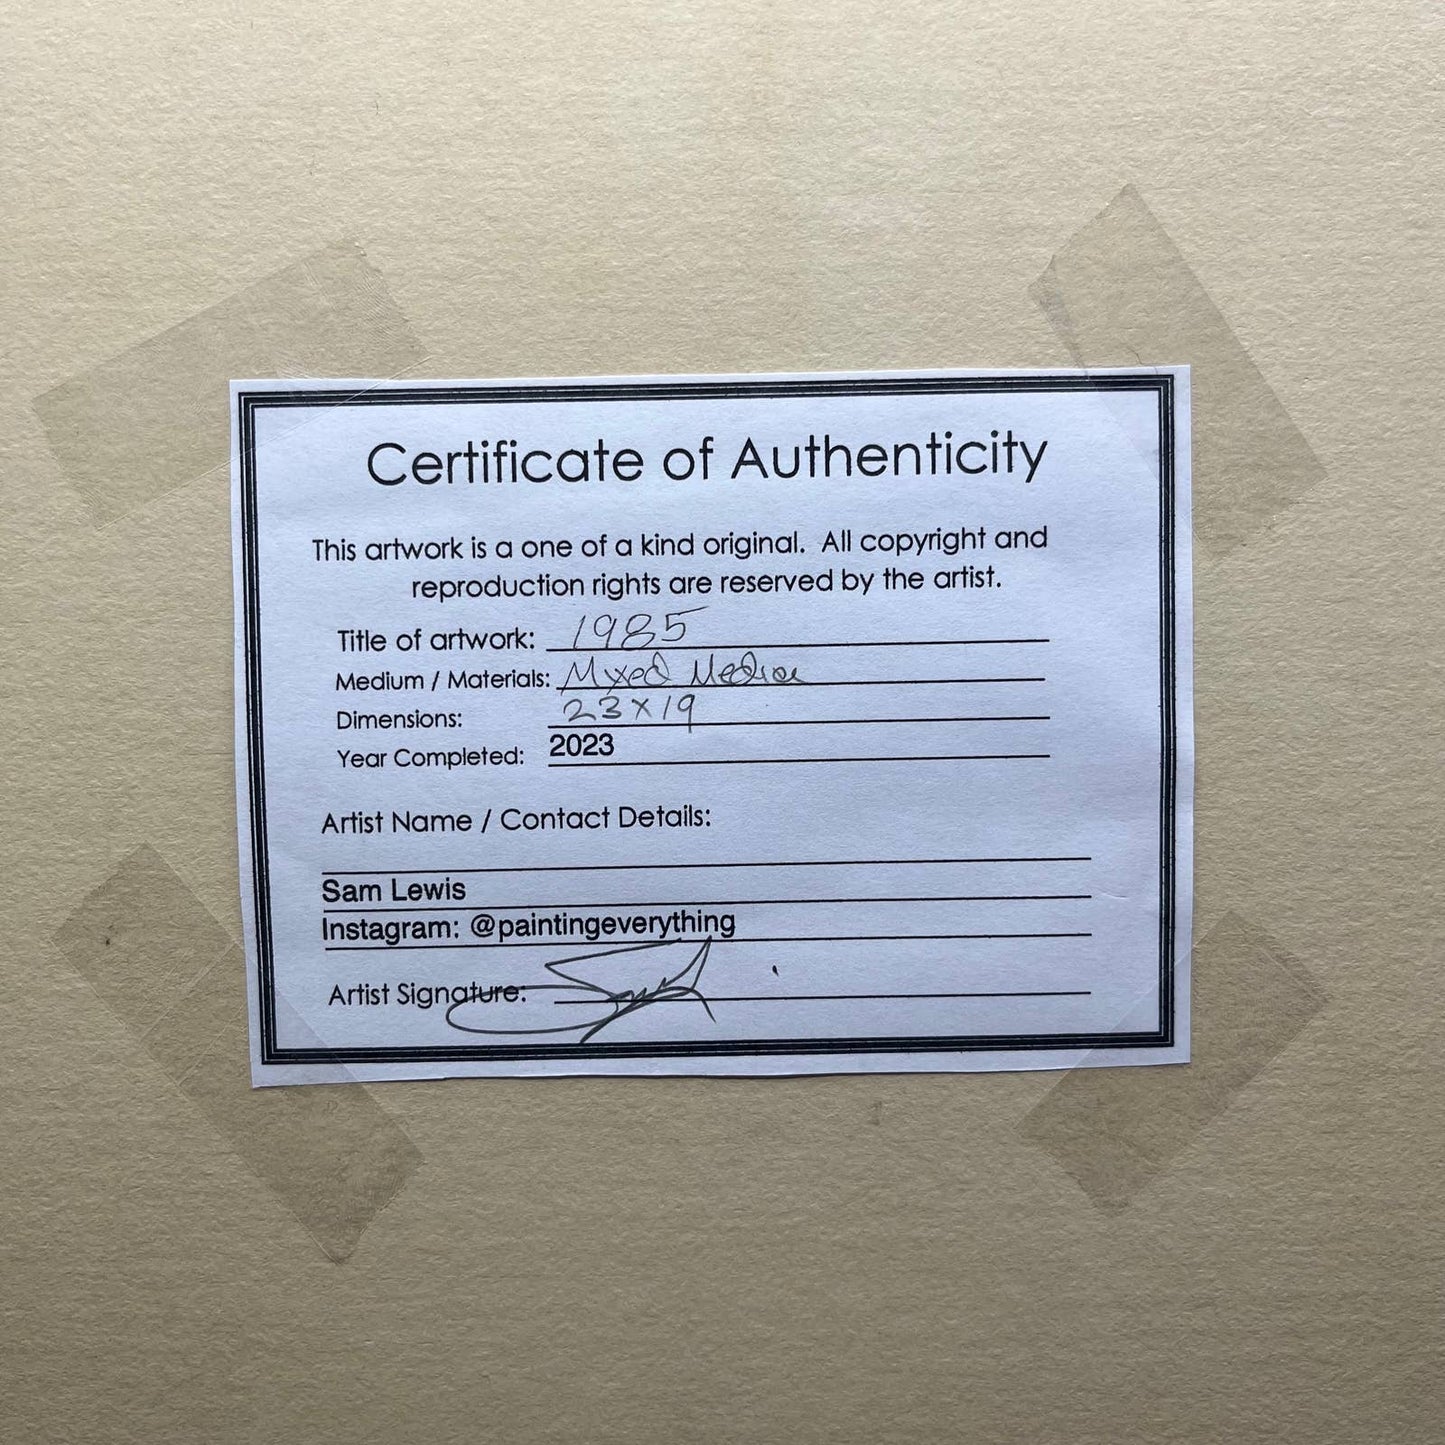 Certificate of Authenticity
This artwork is a one of a kind original. All copyright and
reproduction rights are reserved by the artist.
Title of artwork: 1985
Medium / Materials: Mixed Media
Dimensions: 23x19
Year Completed: 2023
Artist Name / Contact Details:
Sam Lewis
Instagram: @paintingeverything
Artist Signature: